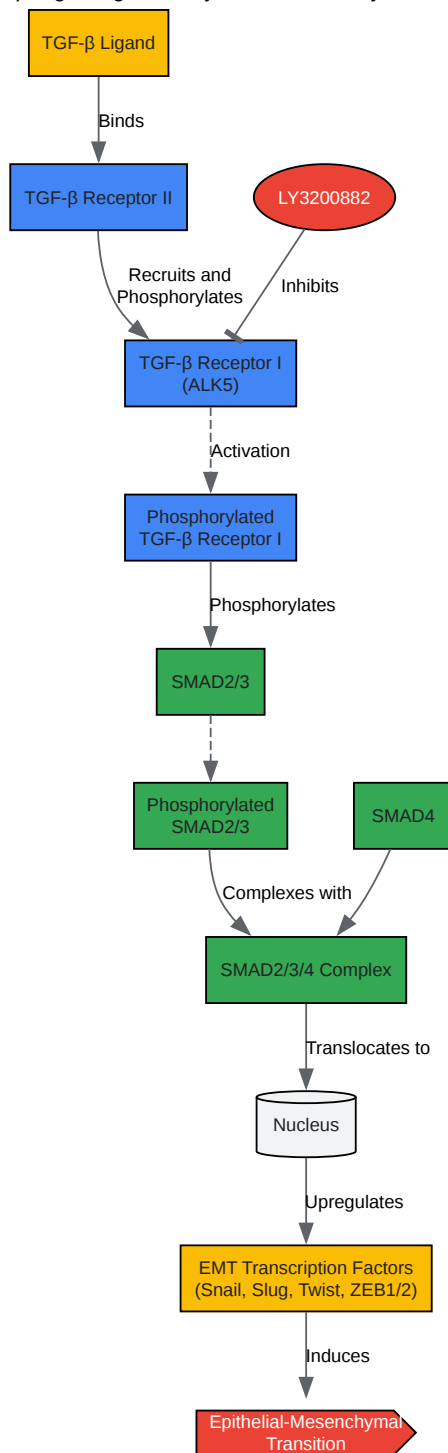 TGF-β Ligand
Binds
TGF-β Receptor II
LY3200882
Recruits and
Phosphorylates
Inhibits
TGF-β Receptor I
(ALK5)
Activation
Phosphorylated
TGF-β Receptor I
Phosphorylates
SMAD2/3
Phosphorylated
SMAD2/3
SMAD4
Complexes with
SMAD2/3/4 Complex
Translocates to
Nucleus
Upregulates
EMT Transcription Factors
(Snail, Slug, Twist, ZEB1/2)
Induces
Epithelial-Mesenchymal
Transition